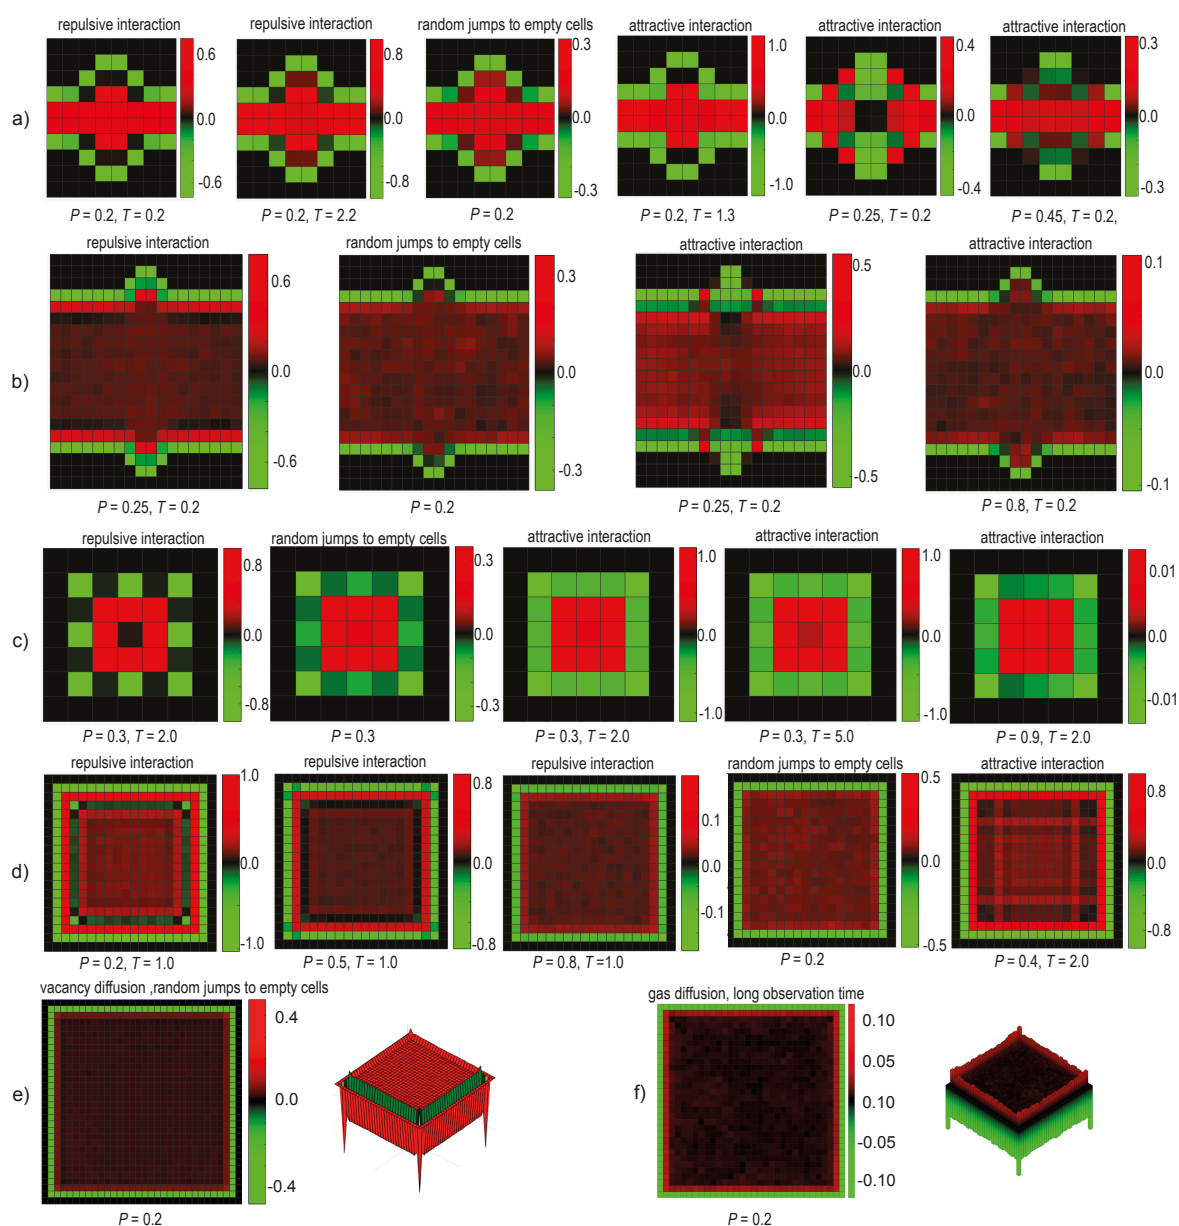 repulsive interaction
repulsive interaction
random jumps to empty cells
attractive interaction
attractive interaction
attractive interaction
a)
0.6
0.0
-0.6
0.8
0.0
-0.8
0.3
0.0
-0.3
1.0
0.0
-1.0
0.4
0.0
-0.4
0.3
0.0
-0.3
P = 0.2, T = 0.2
P = 0.2, T = 2.2
P = 0.2
P = 0.2, T = 1.3
P = 0.25, T = 0.2
P = 0.45, T = 0.2,
repulsive interaction
random jumps to empty cells
attractive interaction
attractive interaction
b)
0.6
0.0
-0.6
0.3
0.0
-0.3
0.5
0.0
-0.5
0.1
0.0
-0.1
P = 0.25, T = 0.2
P = 0.2
P = 0.25, T = 0.2
P = 0.8, T = 0.2
repulsive interaction
random jumps to empty cells
attractive interaction
attractive interaction
attractive interaction
c)
0.8
0.0
-0.8
0.3
0.0
-0.3
1.0
0.0
-1.0
1.0
0.0
-1.0
0.01
0.0
-0.01
P = 0.3, T = 2.0
P = 0.3
P = 0.3, T = 2.0
P = 0.3, T = 5.0
P = 0.9, T = 2.0
repulsive interaction
repulsive interaction
repulsive interaction
random jumps to empty cells
attractive interaction
d)
1.0
0.0
-1.0
0.8
0.0
-0.8
0.1
0.0
-0.1
0.5
0.0
-0.5
0.8
0.0
-0.8
P = 0.2, T = 1.0
P = 0.5, T = 1.0
P = 0.8, T=1.0
P = 0.2
P = 0.4, T = 2.0
vacancy diffusion ,random jumps to empty cells
gas diffusion, long observation time
e)
0.4
0.0
-0.4
P = 0.2
f)
0.10
0.05
0.10
-0.05
-0.10
P = 0.2